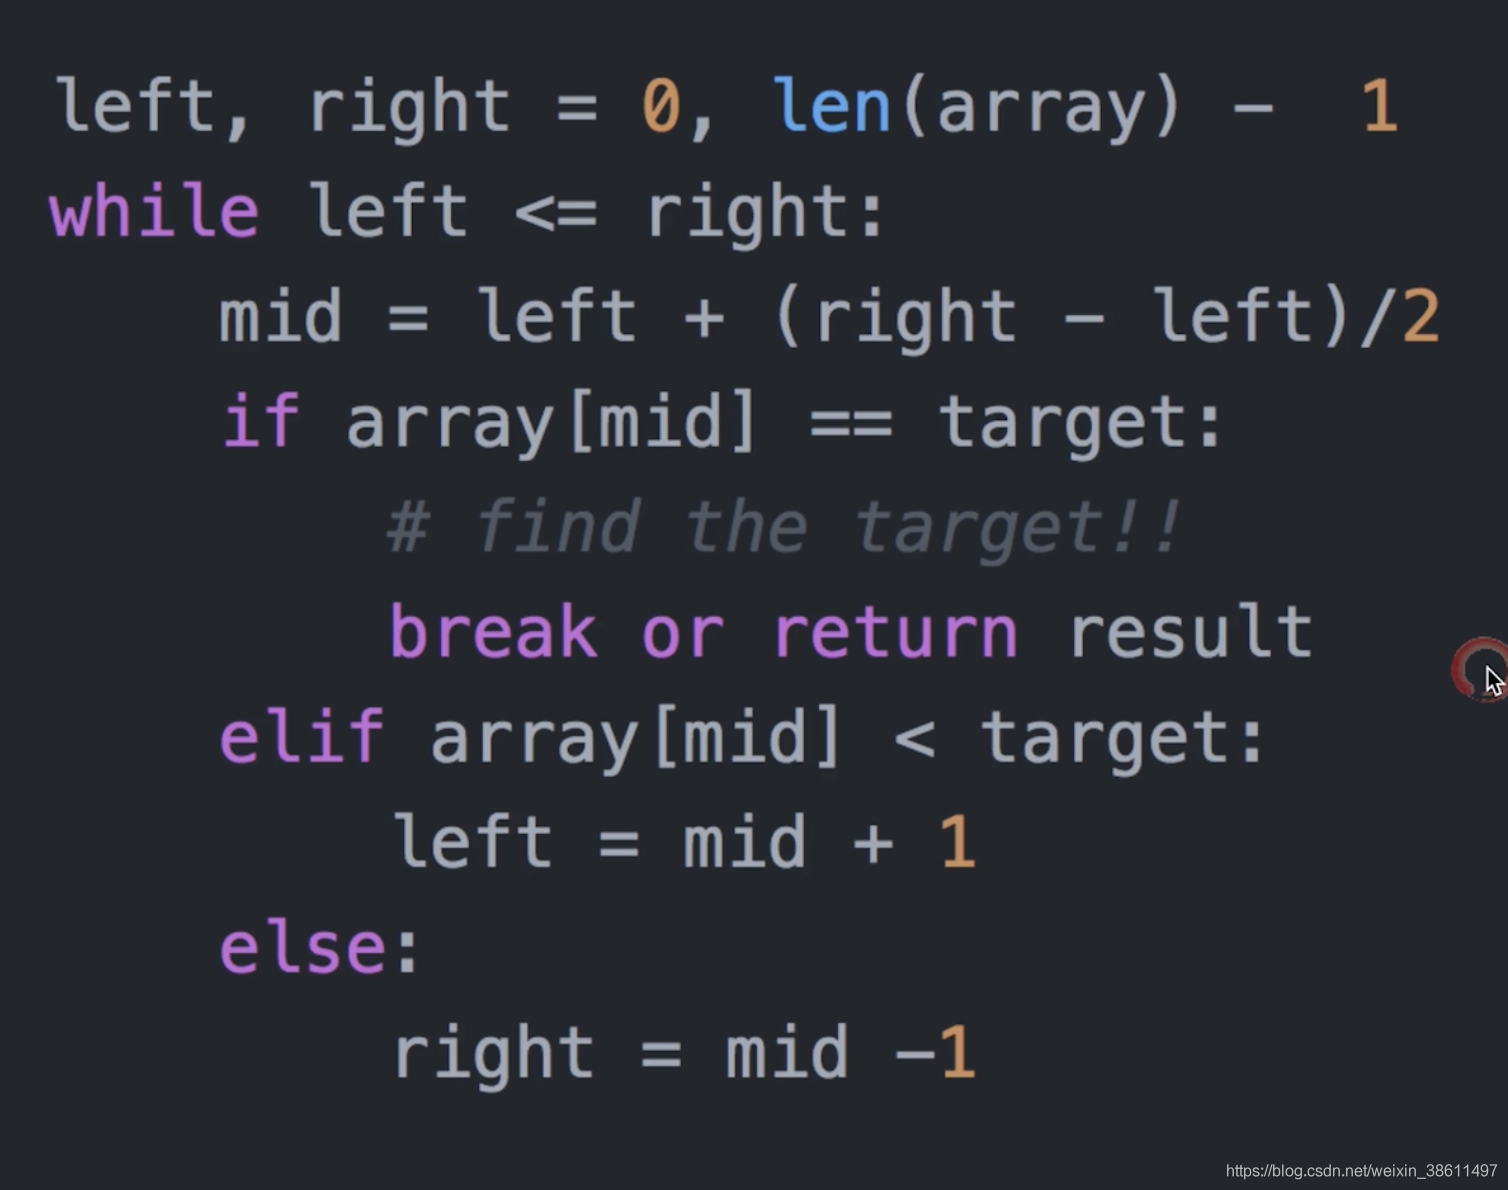 left, right = 0, len(array) -  1
while left <= right:
    mid = left + (right - left)/2
    if array[mid] == target:
        # find the target!!
        break or return result
    elif array[mid] < target:
        left = mid + 1
    else:
        right = mid -1
https://blog.csdn.net/weixin_38611497